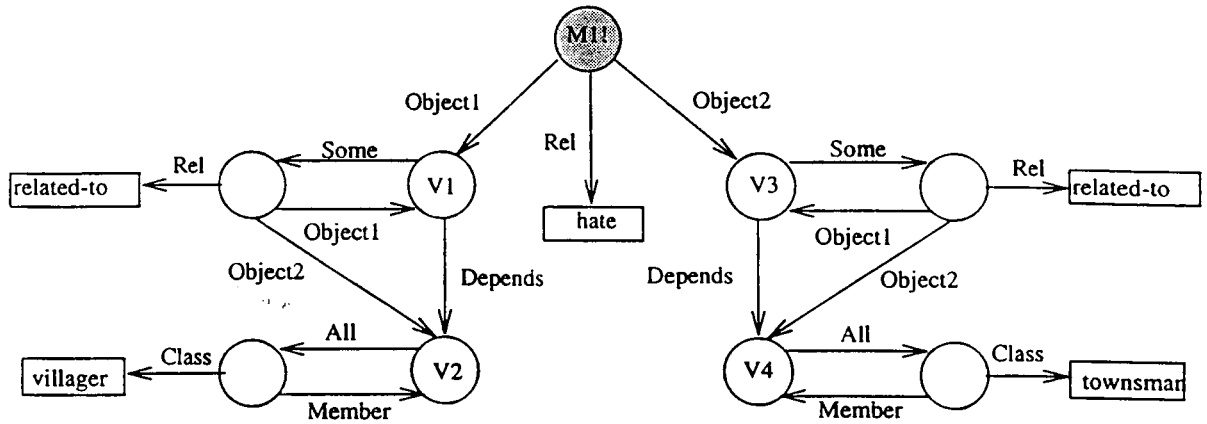 M1!
Object1
Object2
Rel
Rel
Some
V1
V3
Some
Rel
related-to
related-to
hate
Object1
Object1
Object2
Depends
Depends
Object2
All
All
Class
V2
V4
Class
villager
townsman
Member
Member